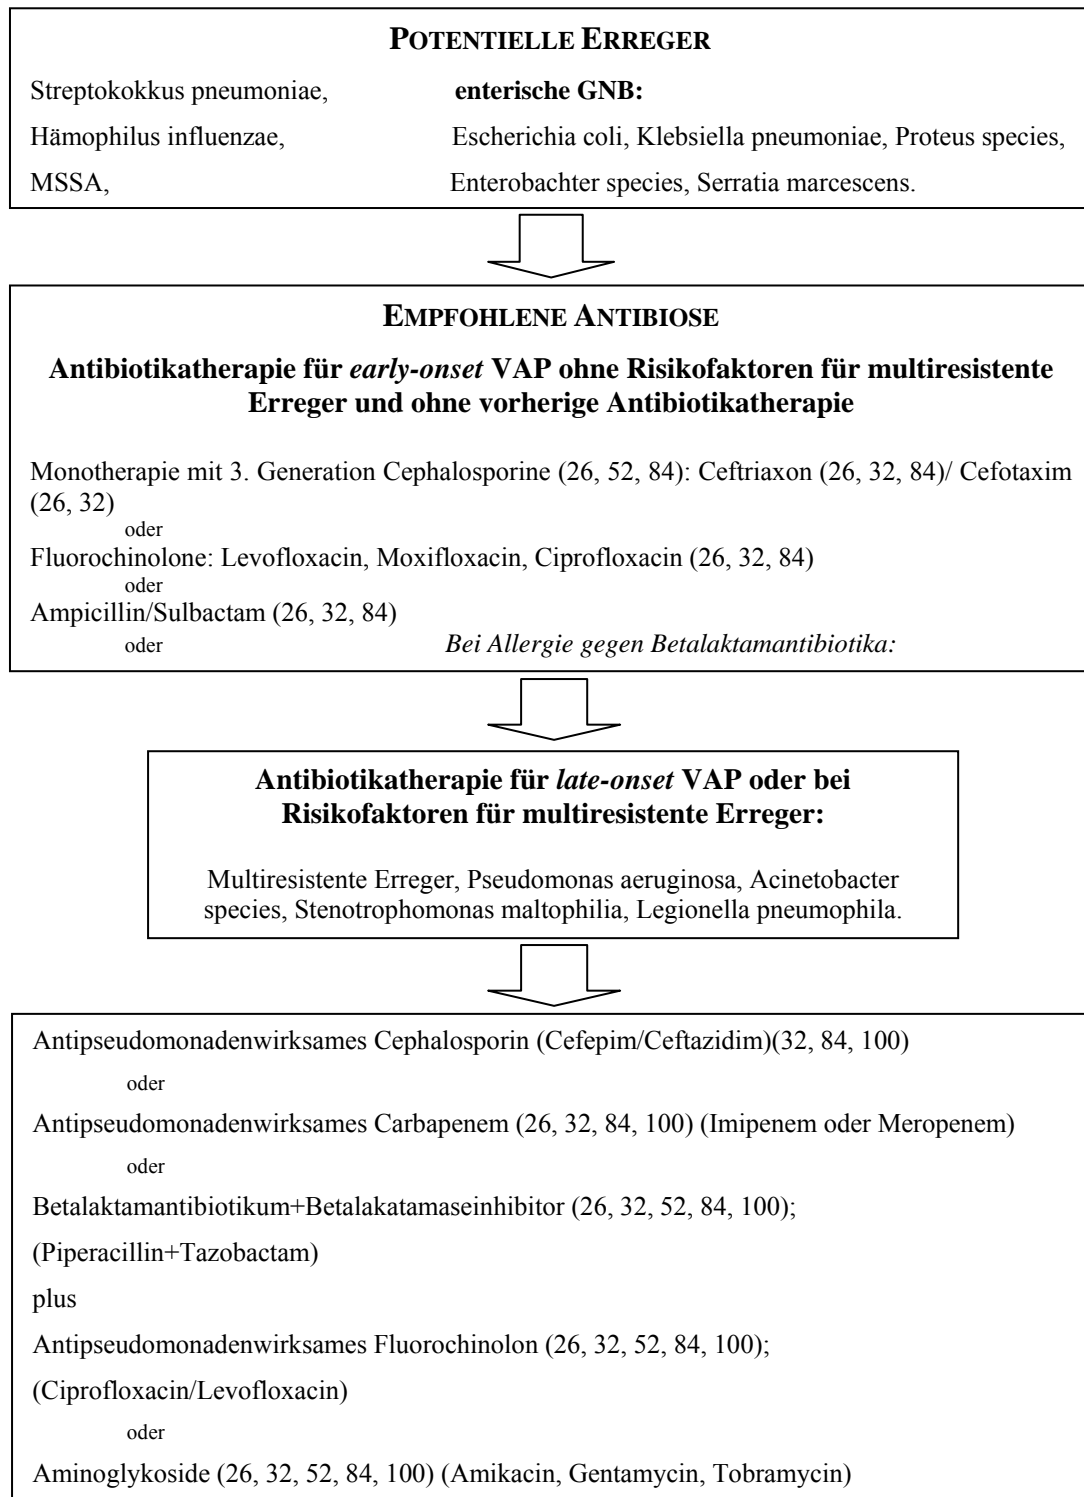 POTENTIELLE ERREGER
Streptokokkus pneumoniae, enterische GNB:
Hämophilus influenzae, Escherichia coli, Klebsiella pneumoniae, Proteus species,
MSSA, Enterobachter species, Serratia marcescens.
EMPFOHLENE ANTIBIOSE
Antibiotikatherapie für early-onset VAP ohne Risikofaktoren für multiresistente
Erreger und ohne vorherige Antibiotikatherapie
Monotherapie mit 3. Generation Cephalosporine (26, 52, 84): Ceftriaxon (26, 32, 84)/ Cefotaxim
(26, 32)
oder
Fluorochinolone: Levofloxacin, Moxifloxacin, Ciprofloxacin (26, 32, 84)
oder
Ampicillin/Sulbactam (26, 32, 84)
oder Bei Allergie gegen Betalaktamantibiotika:
Antibiotikatherapie für late-onset VAP oder bei
Risikofaktoren für multiresistente Erreger:
Multiresistente Erreger, Pseudomonas aeruginosa, Acinetobacter
species, Stenotrophomonas maltophilia, Legionella pneumophila.
Antipseudomonadenwirksames Cephalosporin (Cefepim/Ceftazidim)(32, 84, 100)
oder
Antipseudomonadenwirksames Carbapenem (26, 32, 84, 100) (Imipenem oder Meropenem)
oder
Betalaktamantibiotikum+Betalakatamaseinhibitor (26, 32, 52, 84, 100);
(Piperacillin+Tazobactam)
plus
Antipseudomonadenwirksames Fluorochinolon (26, 32, 52, 84, 100);
(Ciprofloxacin/Levofloxacin)
oder
Aminoglykoside (26, 32, 52, 84, 100) (Amikacin, Gentamycin, Tobramycin)